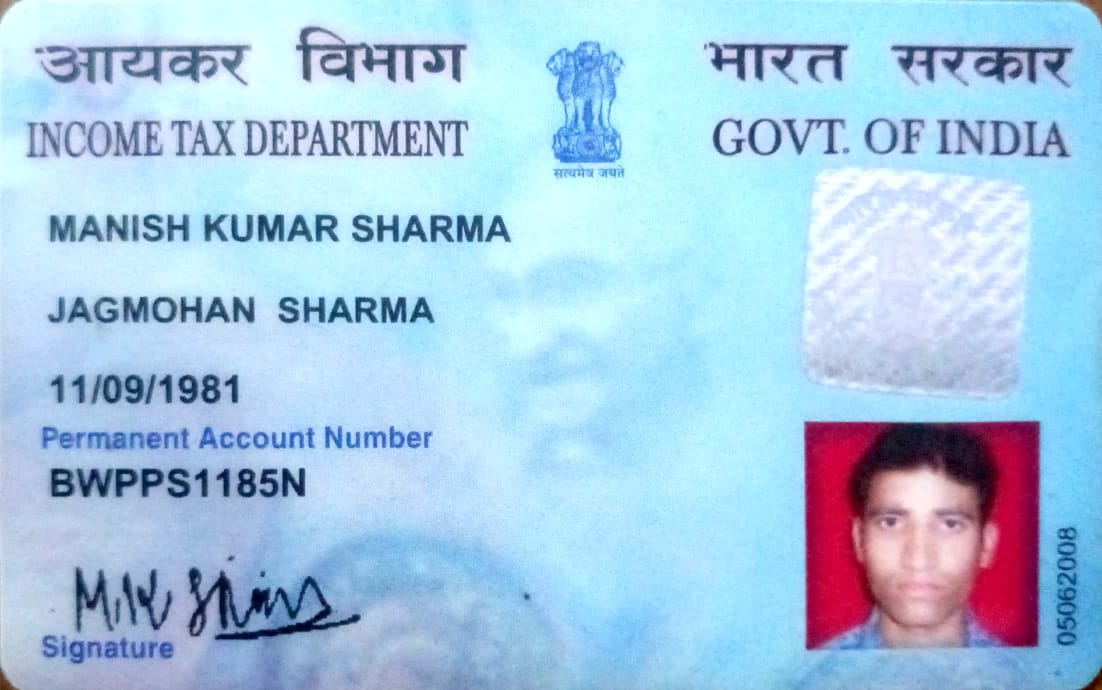 आयकर विभाग
INCOME TAX DEPARTMENT
सत्यमेव जयते
भारत सरकार
GOVT. OF INDIA
MANISH KUMAR SHARMA
JAGMOHAN SHARMA
11/09/1981
Permanent Account Number
BWPPS1185N
Signature
05062008